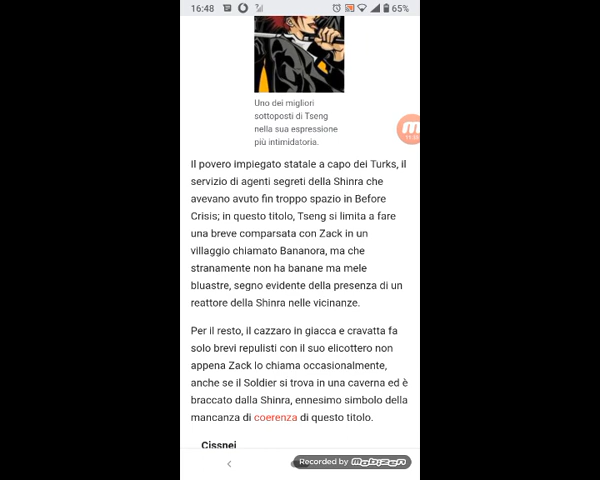 16:48
65%
Uno dei migliori
sottoposti di Tseng
nella sua espressione
più intimidatoria.
Il povero impiegato statale a capo dei Turks, il
servizio di agenti segreti della Shinra che
avevano avuto fin troppo spazio in Before
Crisis; in questo titolo, Tseng si limita a fare
una breve comparsata con Zack in un
villaggio chiamato Bananora, ma che
stranamente non ha banane ma mele
bluastre, segno evidente della presenza di un
reattore della Shinra nelle vicinanze.
Per il resto, il cazzaro in giacca e cravatta fa
solo brevi repulisti con il suo elicottero non
appena Zack lo chiama occasionalmente,
anche se il Soldier si trova in una caverna ed è
braccato dalla Shinra, ennesimo simbolo della
mancanza di coerenza di questo titolo.
Cissnei
Recorded by mobizen